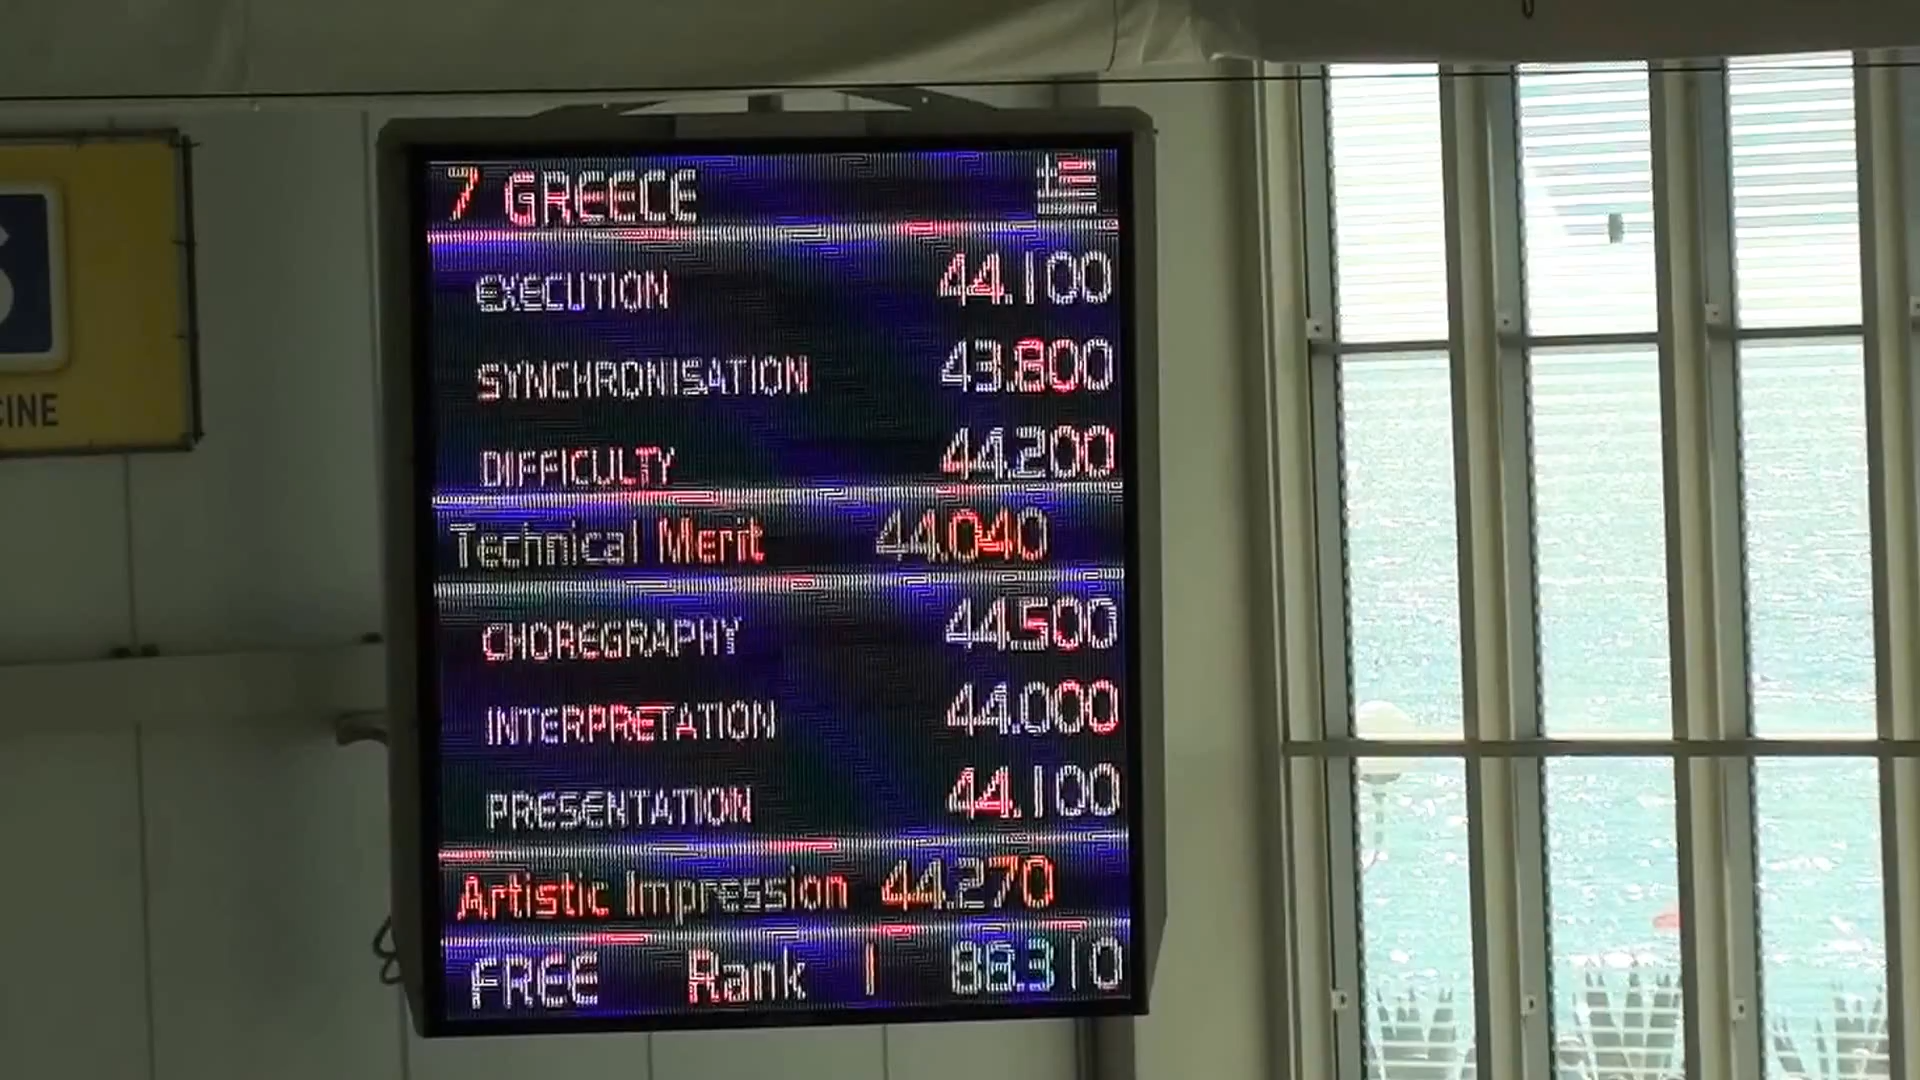 7 GREECE
EXECUTION 44.100
SYNCHRONISATION 43.800
DIFFICULTY 44.200
Technical Merit 44.040
CHOREGRAPHY 44.500
INTERPRETATION 44.000
PRESENTATION 44.100
Artistic Impression 44.270
FREE Rank 1 88.310